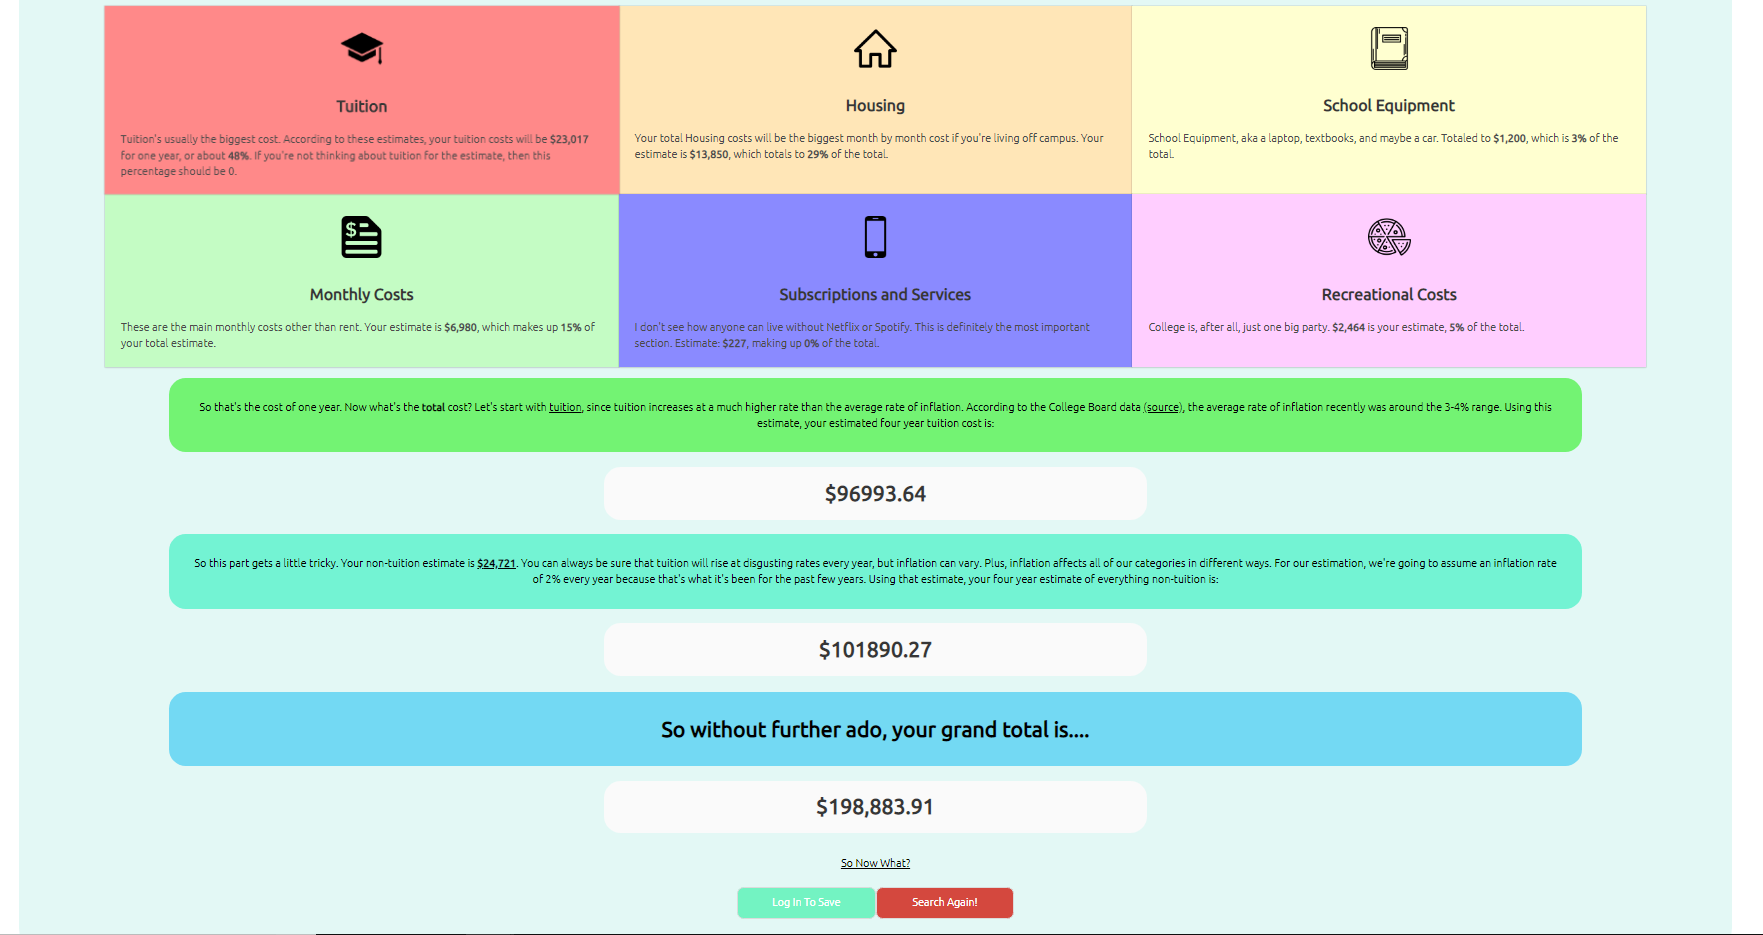 Tuition
Tuition's usually the biggest cost. According to these estimates, your tuition costs will be $23,017
for one year, or about 48%. If you're not thinking about tuition for the estimate, then this
percentage should be 0.
Housing
Your total Housing costs will be the biggest month by month cost if you're living off campus. Your
estimate is $13,850, which totals to 29% of the total.
School Equipment
School Equipment, aka a laptop, textbooks, and maybe a car. Totaled to $1,200, which is 3% of the
total.
$
Monthly Costs
These are the main monthly costs other than rent. Your estimate is $6,980, which makes up 15% of
your total estimate.
Subscriptions and Services
I don't see how anyone can live without Netflix or Spotify. This is definitely the most important
section. Estimate: $227, making up 0% of the total.
Recreational Costs
College is, after all, just one big party. $2,464 is your estimate, 5% of the total.
So that's the cost of one year. Now what's the total cost? Let's start with tuition, since tuition increases at a much higher rate than the average rate of inflation. According to the College Board data (source), the average rate of inflation recently was around the 3-4% range. Using this
estimate, your estimated four year tuition cost is:
$96993.64
So this part gets a little tricky. Your non-tuition estimate is $24,721. You can always be sure that tuition will rise at disgusting rates every year, but inflation can vary. Plus, inflation affects all of our categories in different ways. For our estimation, we're going to assume an inflation rate
of 2% every year because that's what it's been for the past few years. Using that estimate, your four year estimate of everything non-tuition is:
$101890.27
So without further ado, your grand total is....
$198,883.91
So Now What?
Log In To Save
Search Again!